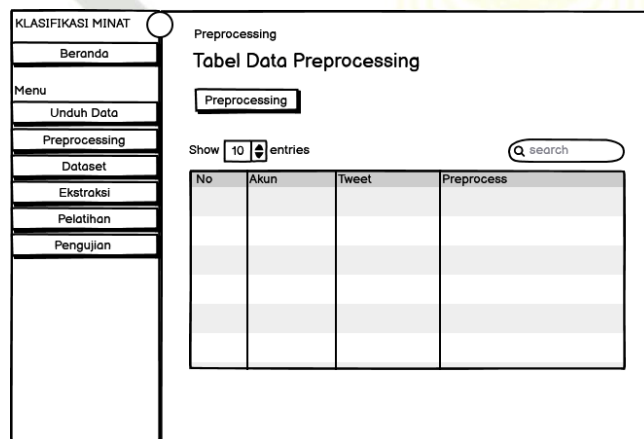 KLASIFIKASI MINAT
Beranda
Menu
Unduh Data
Preprocessing
Dataset
Ekstraksi
Pelatihan
Pengujian
Preprocessing
Tabel Data Preprocessing
Preprocessing
Show 10 entries
search
No Akun Tweet Preprocess